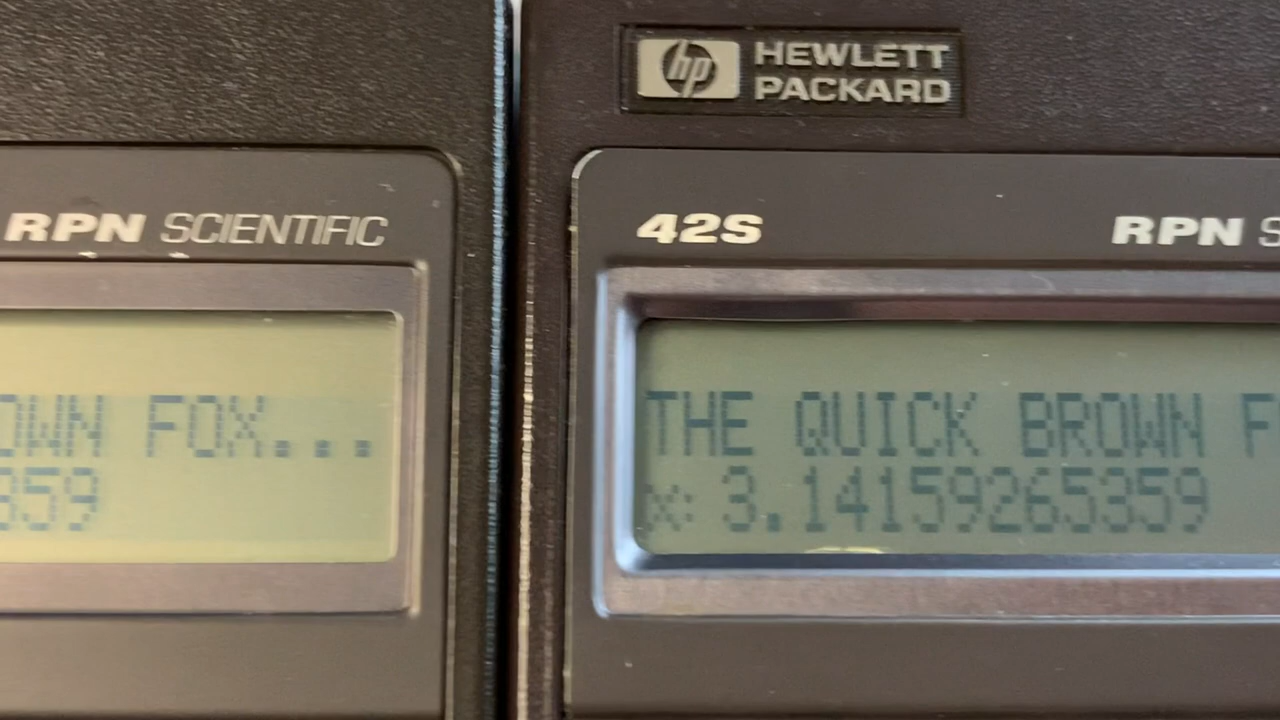 RPN SCIENTIFIC
OWN FOX...
359
hp HEWLETT
PACKARD
42S RPN S
THE QUICK BROWN F
x: 3.14159265359